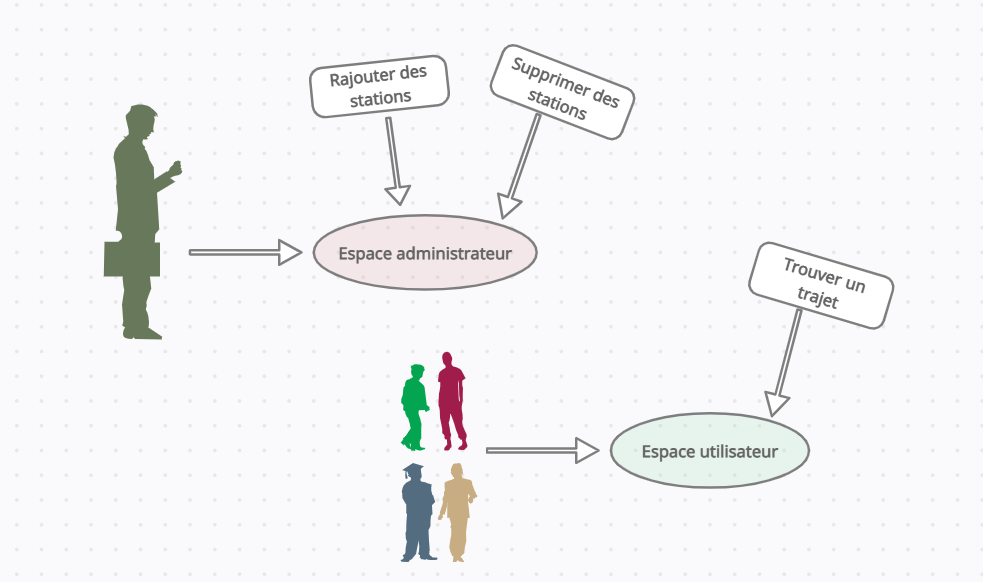 Rajouter des
stations
Supprimer des
stations
Espace administrateur
Trouver un
trajet
Espace utilisateur